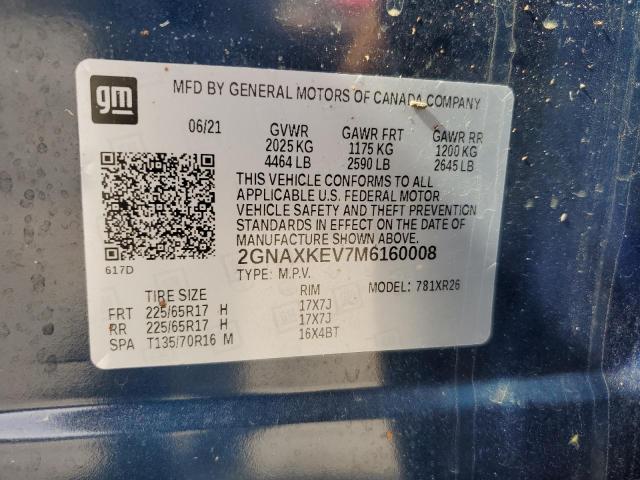 gm
MFD BY GENERAL MOTORS OF CANADA COMPANY
06/21 GVWR GAWR FRT GAWR RR
2025 KG 1175 KG 1200 KG
4464 LB 2590 LB 2645 LB
THIS VEHICLE CONFORMS TO ALL
APPLICABLE U.S. FEDERAL MOTOR
VEHICLE SAFETY AND THEFT PREVENTION
STANDARDS IN EFFECT ON THE DATE OF
MANUFACTURE SHOWN ABOVE.
617D
2GNAXKEV7M6160008
TYPE: M.P.V. MODEL: 781XR26
TIRE SIZE RIM
FRT 225/65R17 H 17X7J
RR 225/65R17 H 17X7J
SPA T135/70R16 M 16X4BT